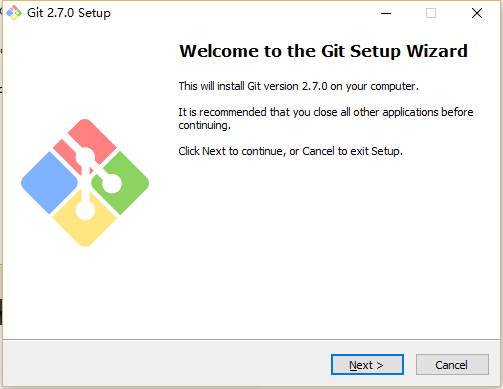 Git 2.7.0 Setup
Welcome to the Git Setup Wizard
This will install Git version 2.7.0 on your computer.
It is recommended that you close all other applications before
continuing.
Click Next to continue, or Cancel to exit Setup.
Next >
Cancel